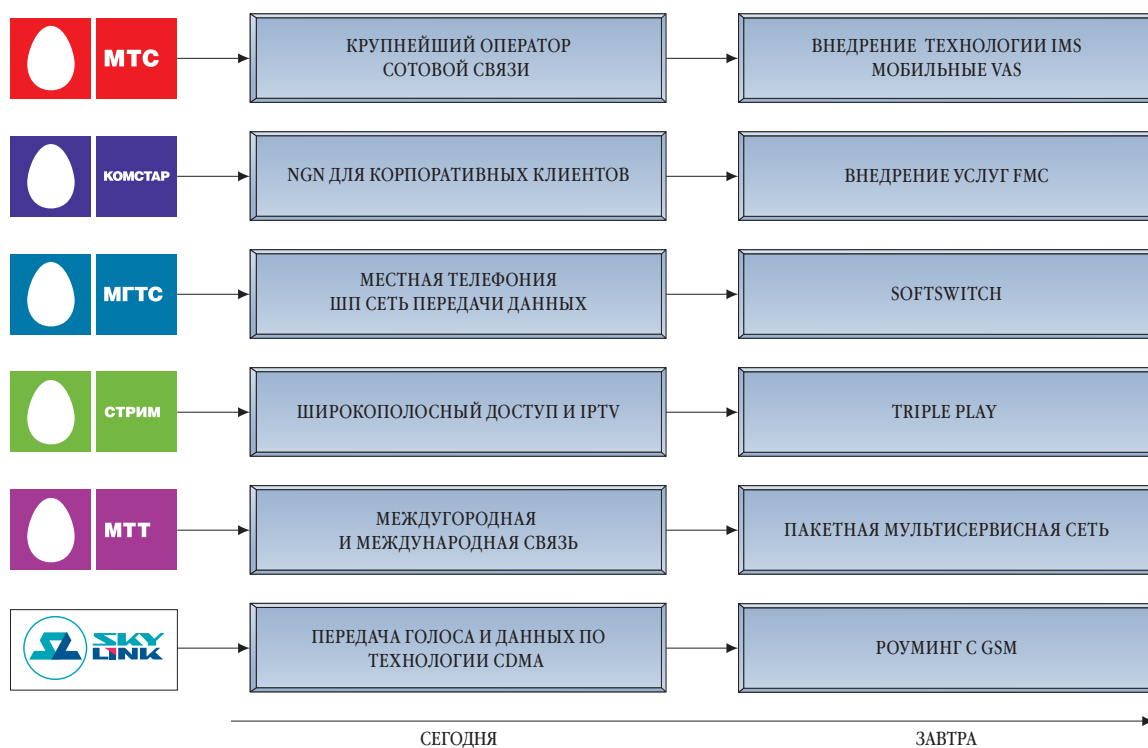 МТС
КРУПНЕЙШИЙ ОПЕРАТОР
СОТОВОЙ СВЯЗИ
ВНЕДРЕНИЕ ТЕХНОЛОГИИ IMS
МОБИЛЬНЫЕ VAS
КОМСТАР
NGN ДЛЯ КОРПОРАТИВНЫХ КЛИЕНТОВ
ВНЕДРЕНИЕ УСЛУГ FMC
МГТС
МЕСТНАЯ ТЕЛЕФОНИЯ
ШП СЕТЬ ПЕРЕДАЧИ ДАННЫХ
SOFTSWITCH
СТРИМ
ШИРОКОПОЛОСНЫЙ ДОСТУП И IPTV
TRIPLE PLAY
МТТ
МЕЖДУГОРОДНАЯ
И МЕЖДУНАРОДНАЯ СВЯЗЬ
ПАКЕТНАЯ МУЛЬТИСЕРВИСНАЯ СЕТЬ
SKY
LINK
ПЕРЕДАЧА ГОЛОСА И ДАННЫХ ПО
ТЕХНОЛОГИИ CDMA
РОУМИНГ С GSM
СЕГОДНЯ
ЗАВТРА